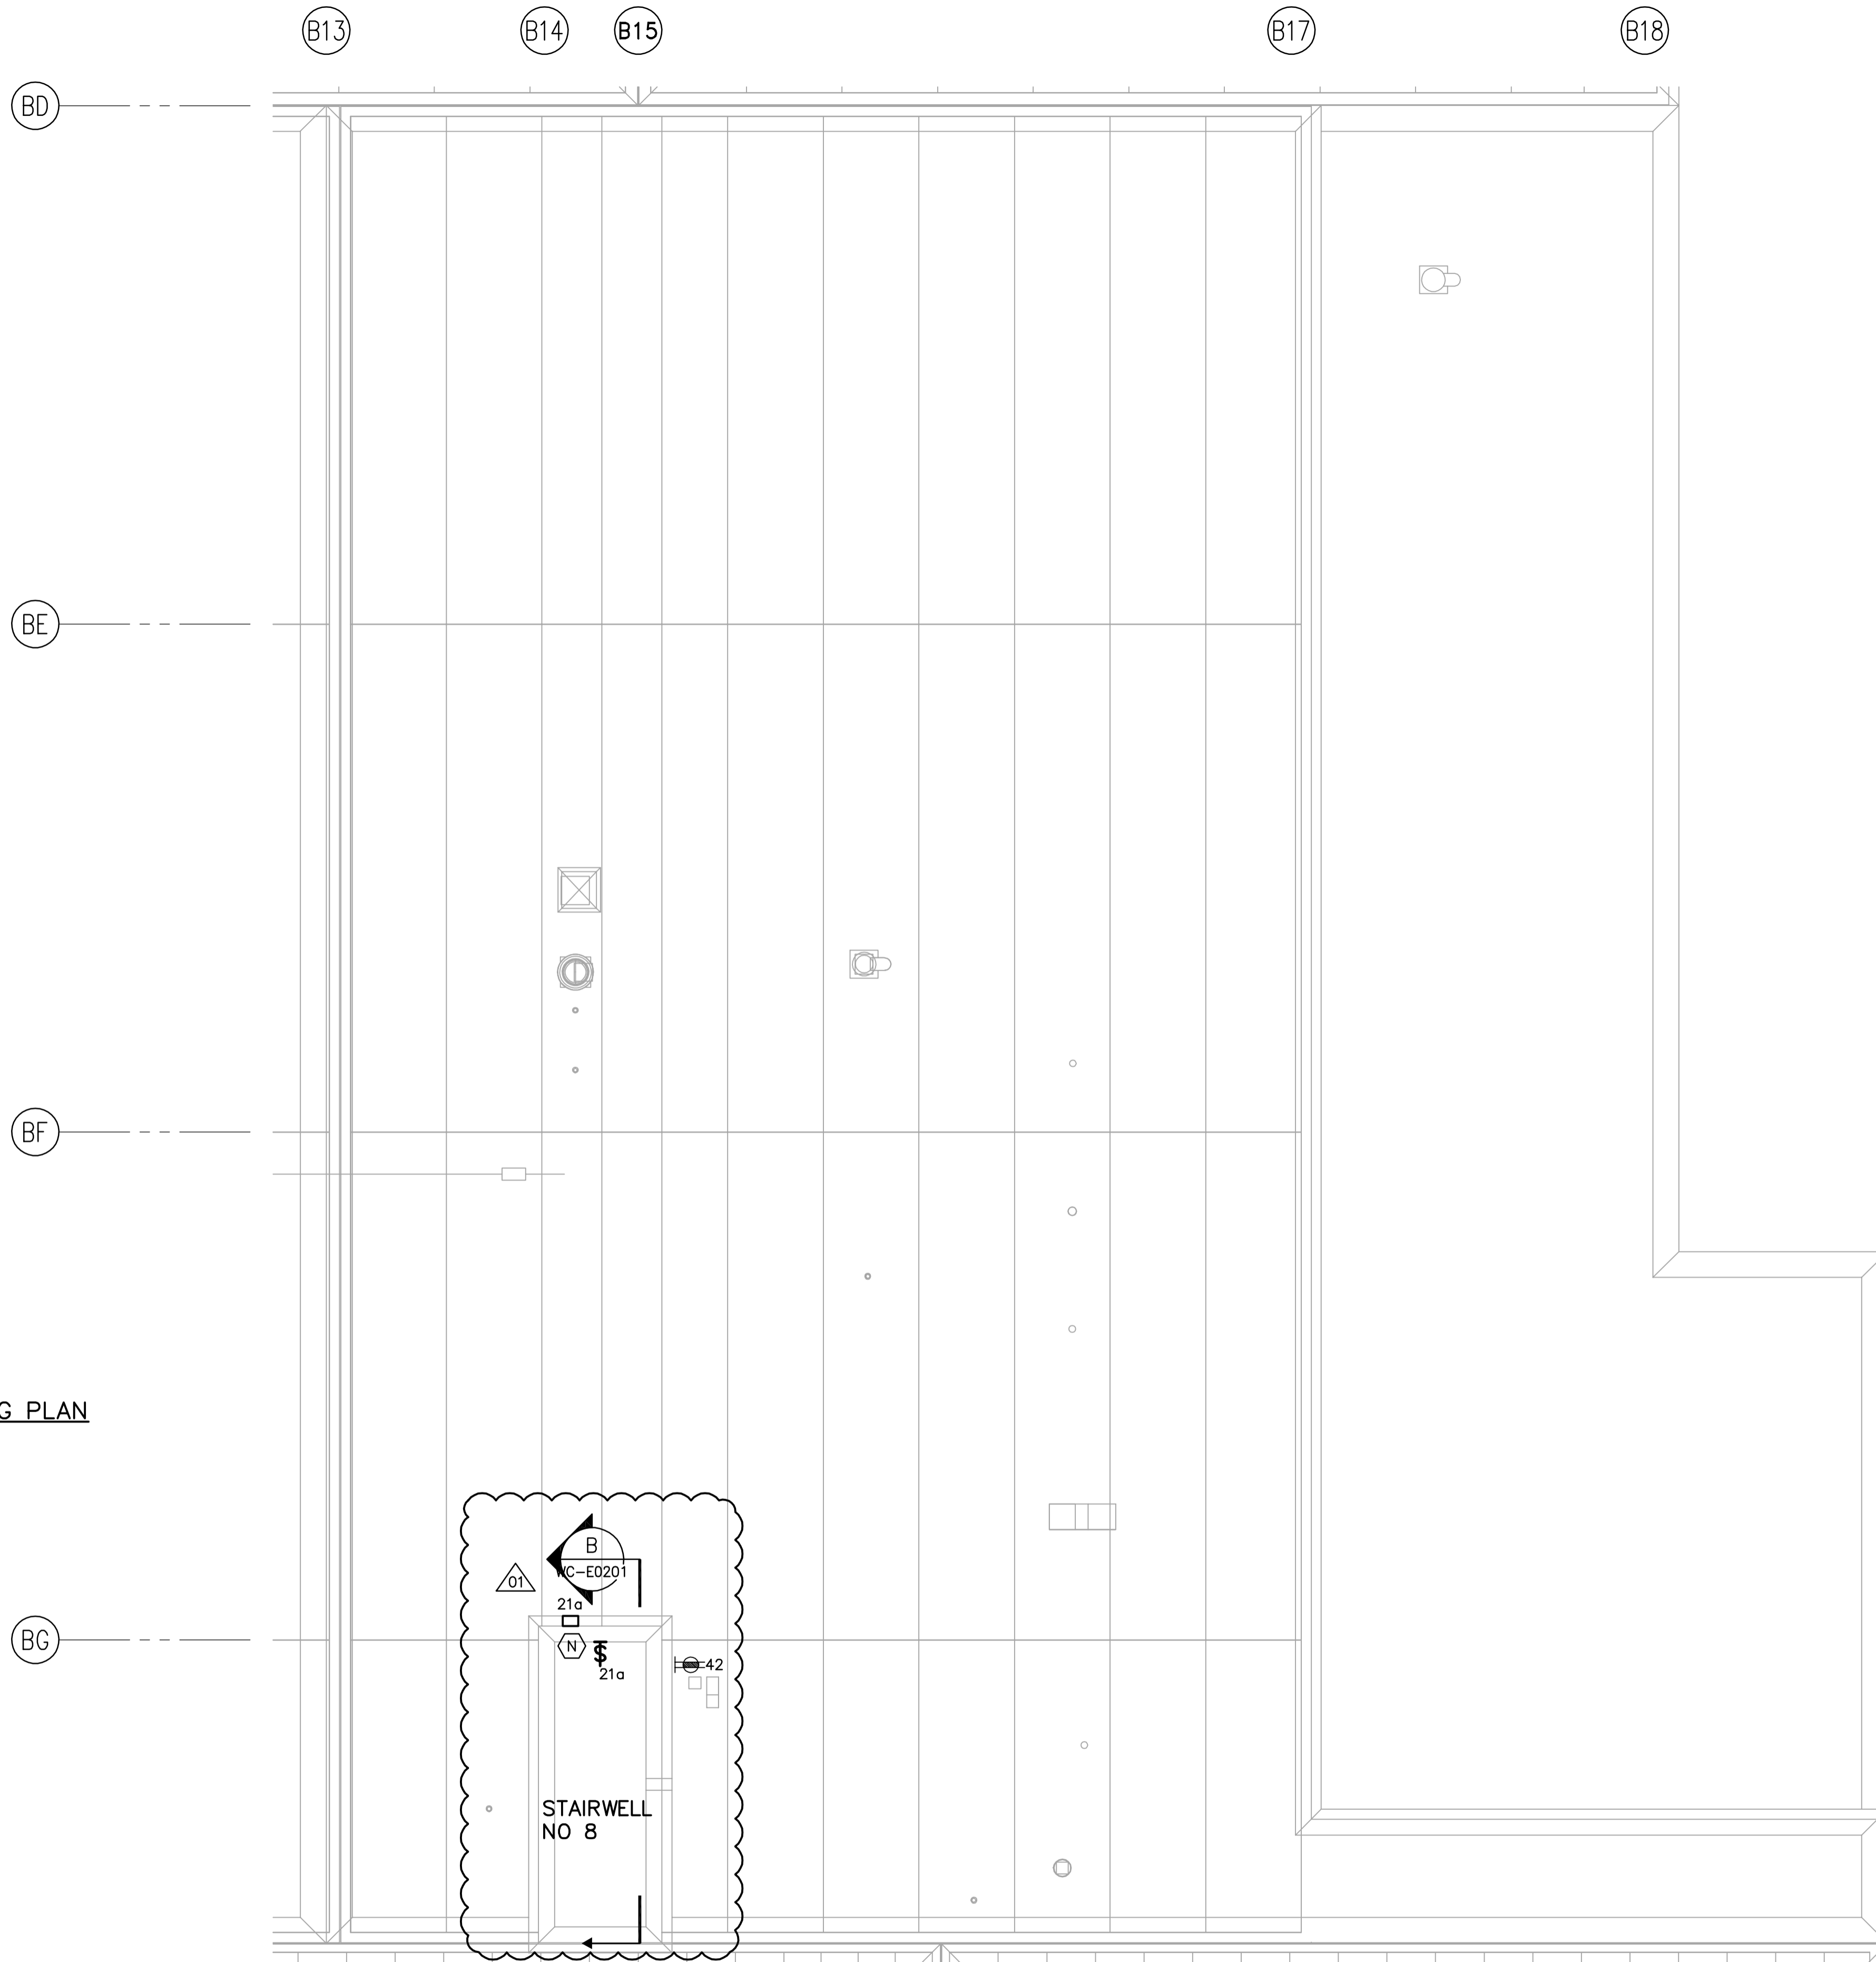 B13 B14 B15 B17 B18
BD
BE
BF
G PLAN
B
WC-E0201
01
21a
BG
N
$
42
21a
STAIRWELL
NO 8